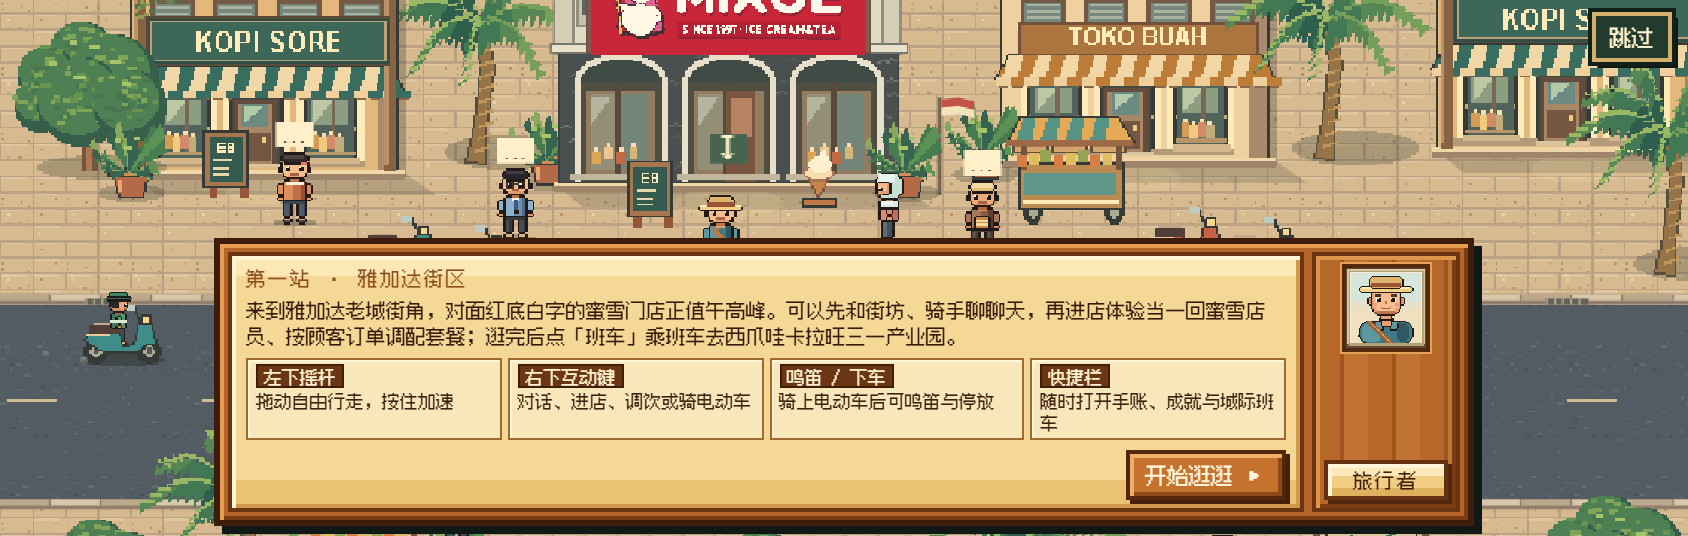 KOPI SORE
MIXUE
SINCE 1997·ICE CREAM&TEA
TOKO BUAH
KOPI S
跳过
第一站 · 雅加达街区
来到雅加达老城街角，对面红底白字的蜜雪门店正值午高峰。可以先和街坊、骑手聊聊天，再进店体验当一回蜜雪店
员、按顾客订单调配套餐；逛完后点「班车」乘班车去西爪哇卡拉旺三一产业园。
左下摇杆
拖动自由行走，按住加速
右下互动键
对话、进店、调饮或骑电动车
鸣笛 / 下车
骑上电动车后可鸣笛与停放
快捷栏
随时打开手账、成就与城际班
车
开始逛逛
旅行者